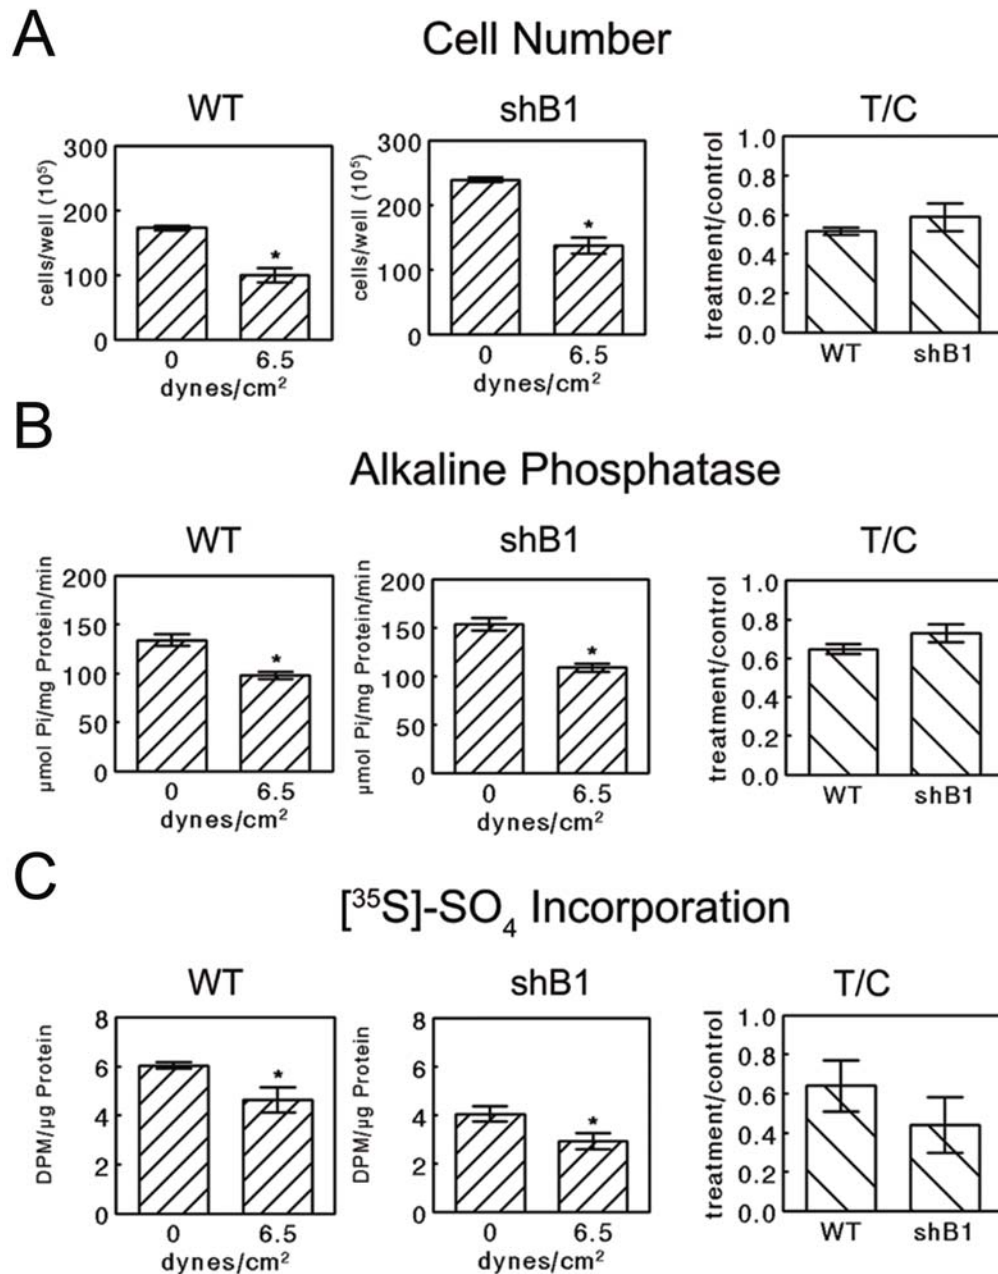 A
Cell Number
WT
shB1
T/C
cells/well (10⁵)
300
200
100
0
0 6.5
dynes/cm²
*
cells/well (10⁵)
300
200
100
0
0 6.5
dynes/cm²
*
treatment/control
1.0
0.8
0.6
0.4
0.2
0.0
WT shB1
B
Alkaline Phosphatase
WT
shB1
T/C
µmol Pi/mg Protein/min
200
150
100
50
0
0 6.5
dynes/cm²
*
µmol Pi/mg Protein/min
200
150
100
50
0
0 6.5
dynes/cm²
*
treatment/control
1.0
0.8
0.6
0.4
0.2
0.0
WT shB1
C
[³⁵S]-SO₄ Incorporation
WT
shB1
T/C
DPM/µg Protein
8
6
4
2
0
0 6.5
dynes/cm²
*
DPM/µg Protein
8
6
4
2
0
0 6.5
dynes/cm²
*
treatment/control
1.0
0.8
0.6
0.4
0.2
0.0
WT shB1